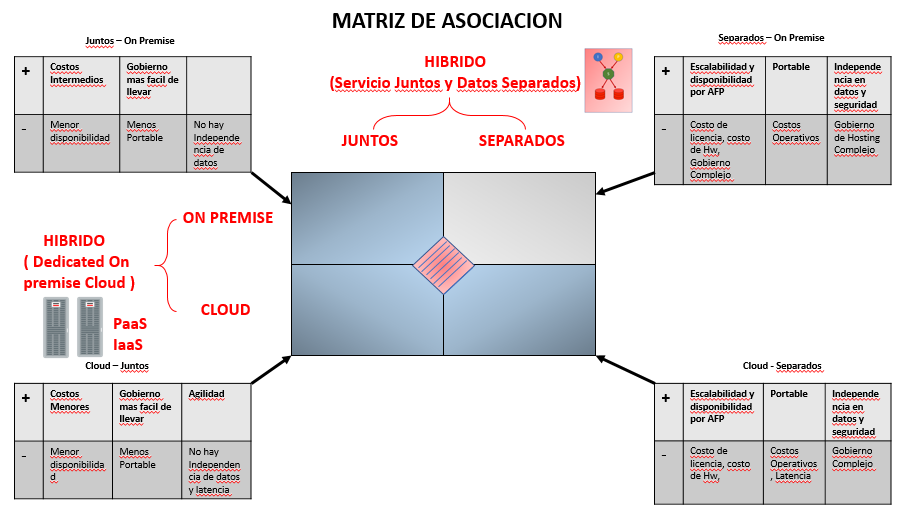 MATRIZ DE ASOCIACION
Juntos – On Premise
+
Costos
Intermedios
Gobierno
mas facil de
llevar
-
Menor
disponibilidad
Menos
Portable
No hay
Independe
ncia de
datos
HIBRIDO
(Servicio Juntos y Datos Separados)
JUNTOS
SEPARADOS
Separados – On Premise
+
Escalabilidad y
disponibilidad
por AFP
Portable
Independe
ncia en
datos y
seguridad
-
Costo de
licencia, costo
de Hw,
Gobierno
Complejo
Costos
Operativos
Gobierno
de Hosting
Complejo
HIBRIDO
( Dedicated On
premise Cloud )
ON PREMISE
CLOUD
PaaS
IaaS
Cloud – Juntos
+
Costos
Menores
Gobierno
mas facil de
llevar
Agilidad
-
Menor
disponibilida
d
Menos
Portable
No hay
Independen
cia de datos
y latencia
Cloud - Separados
+
Escalabilidad y
disponibilidad
por AFP
Portable
Independe
ncia en
datos y
seguridad
-
Costo de
licencia, costo
de Hw,
Costos
Operativos
, Latencia
Gobierno
Complejo